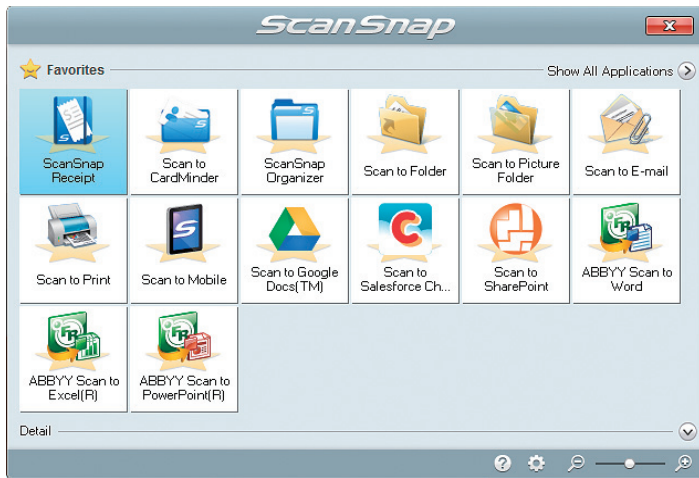 ScanSnap
Favorites
Show All Applications
ScanSnap
Receipt
Scan to
CardMinder
ScanSnap
Organizer
Scan to Folder
Scan to Picture
Folder
Scan to E-mail
Scan to Print
Scan to Mobile
Scan to Google
Docs(TM)
Scan to
Salesforce Ch...
Scan to
SharePoint
ABBYY Scan to
Word
ABBYY Scan to
Excel(R)
ABBYY Scan to
PowerPoint(R)
Detail